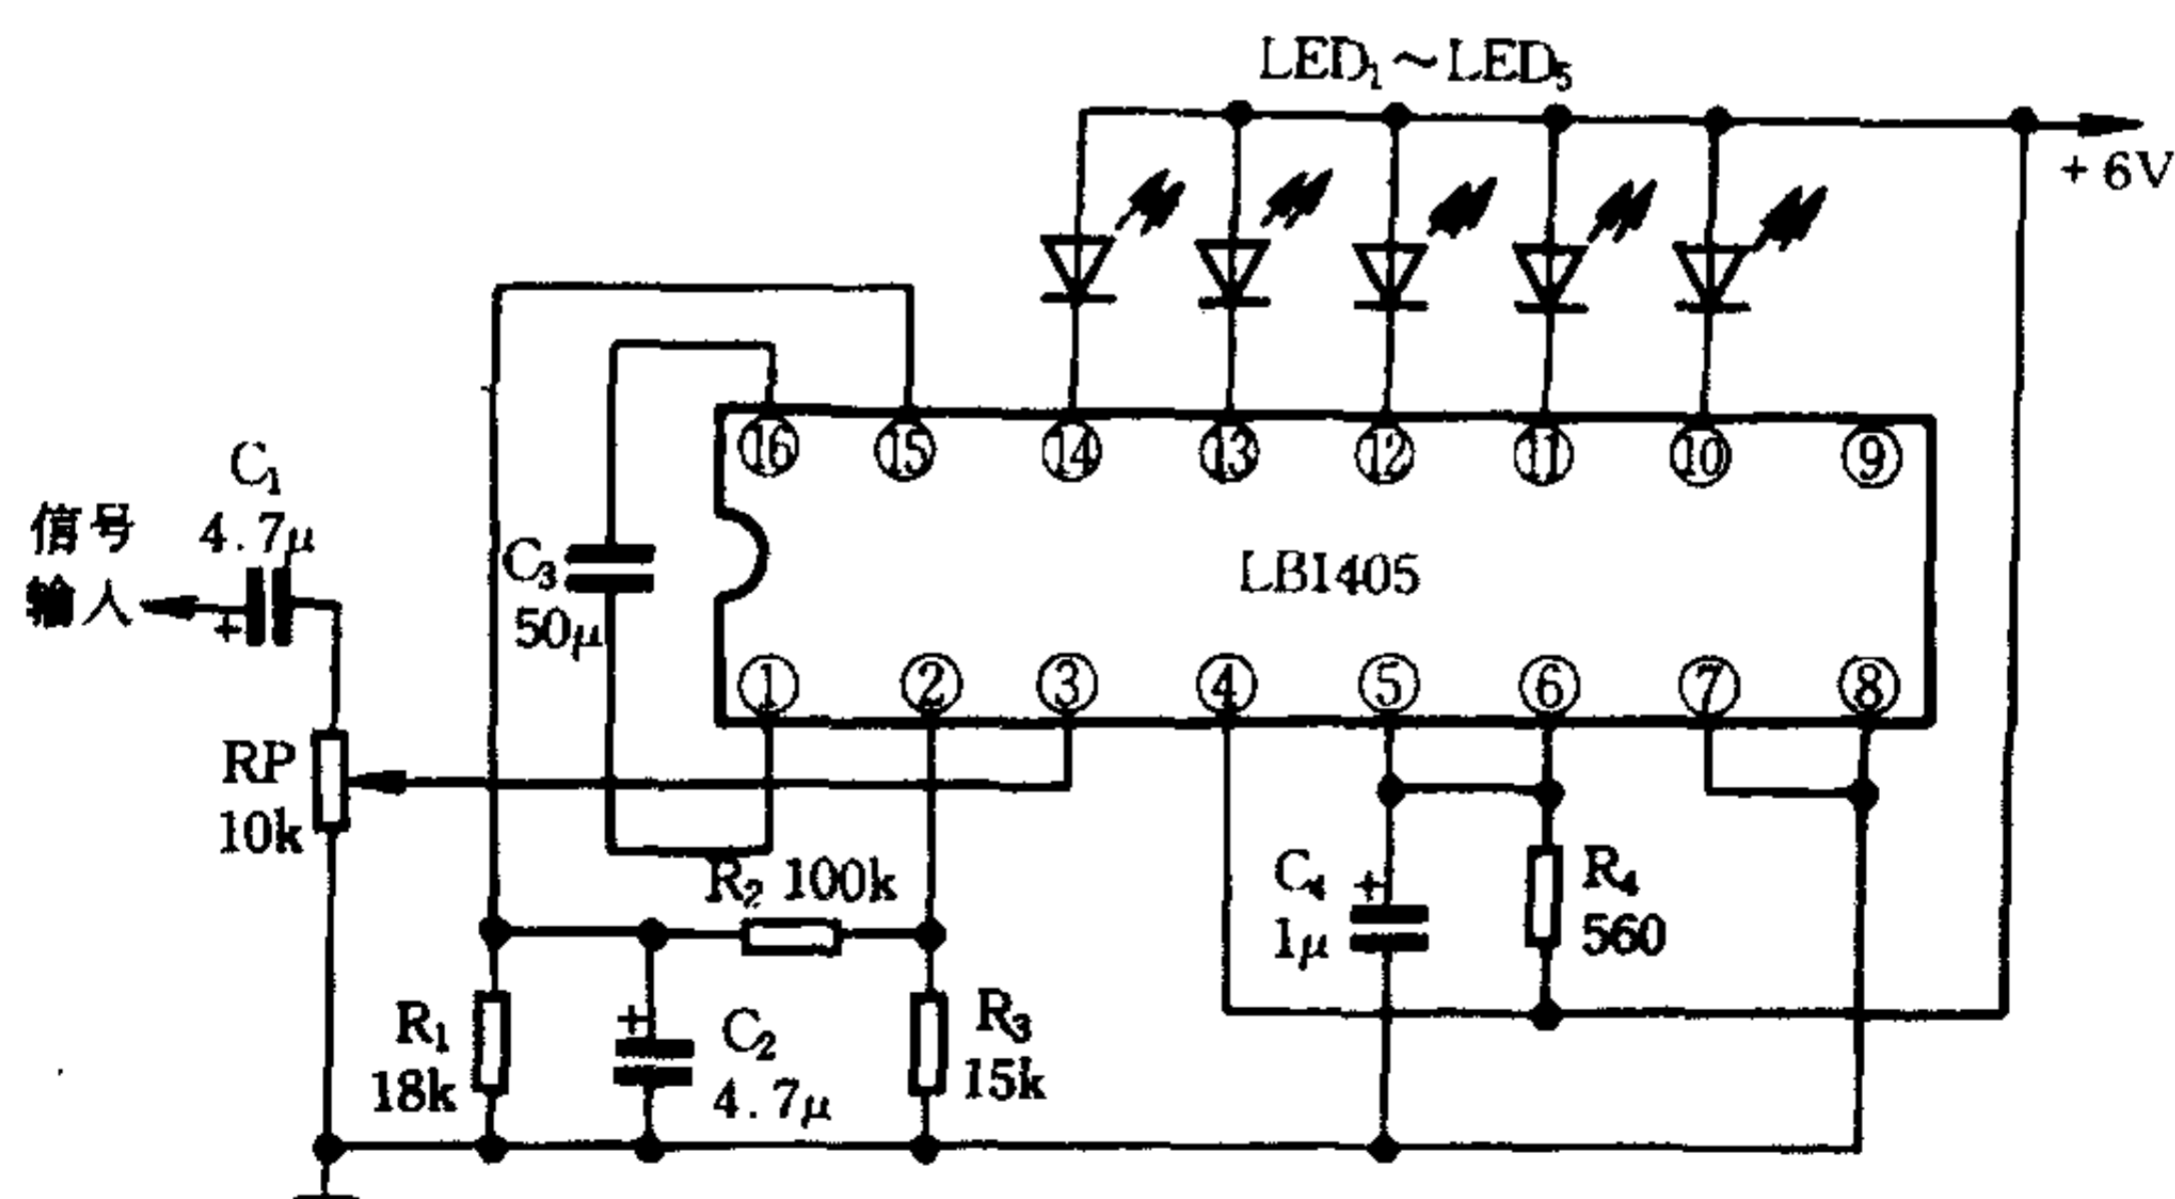 LED₁～LED₅
+6V
⑯ ⑮ ⑭ ⑬ ⑫ ⑪ ⑩ ⑨
C₁
4.7μ
信号
输入
+
C₃
50μ
LB1405
① ② ③ ④ ⑤ ⑥ ⑦ ⑧
RP
10k
R₂ 100k
C₄
+
1μ
R₄
560
R₁
18k
+
C₂
4.7μ
R₃
15k